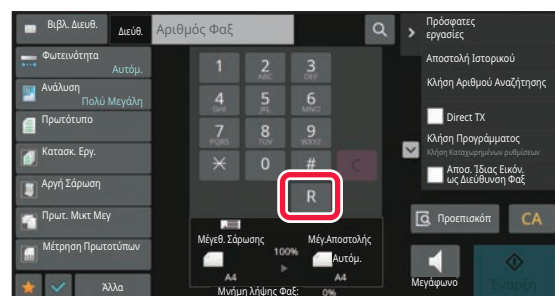 Βιβλ. Διευθ.
Διεύθ.
Αριθμός Φαξ
Φωτεινότητα
Αυτόμ.
Ανάλυση
Πολύ Μεγάλη
Πρωτότυπο
Κατασκ. Εργ.
Αργή Σάρωση
Πρωτ. Μικτ Μεγ
Μέτρηση Πρωτοτύπων
Άλλα
1
2 ABC
3 DEF
4 GHI
5 JKL
6 MNO
7 PQRS
8 TUV
9 WXYZ
0
#
C
R
Μέγεθ. Σάρωσης
Μέγ.Αποστολής
100%
Αυτόμ.
A4
A4
Μνήμη λήψης Φαξ: 0%
Πρόσφατες
εργασίες
Αποστολή Ιστορικού
Κλήση Αριθμού Αναζήτησης
Direct TX
Κλήση Προγράμματος
Κλήση Καταχωρημένων ρυθμίσεων
Αποσ. Ίδιας Εικόν.
ως Διεύθυνση Φαξ
Προεπισκόπ
CA
Μεγάφωνο
Έναρξη